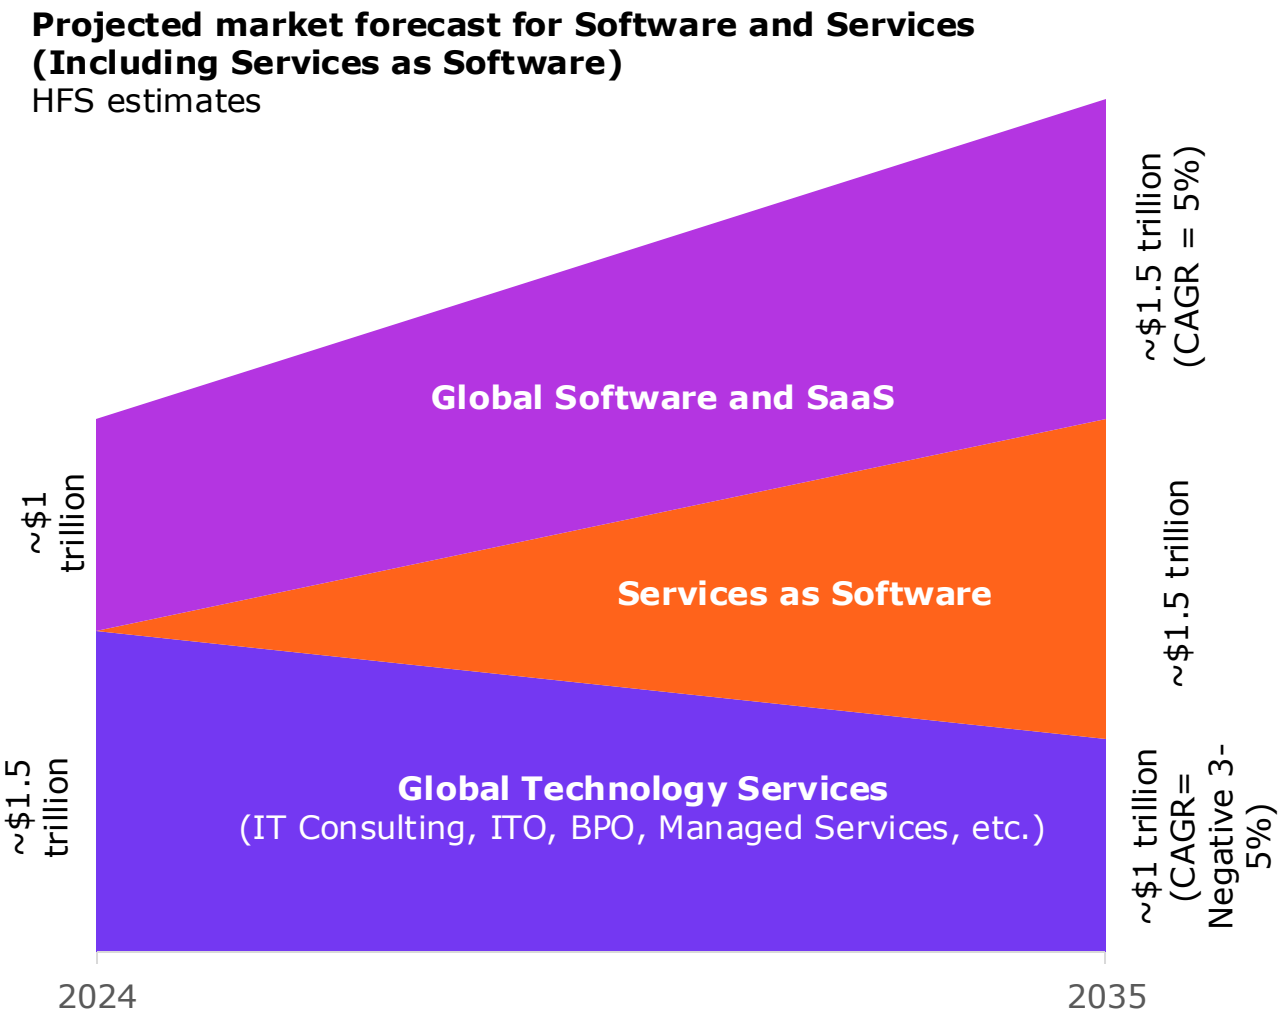 Projected market forecast for Software and Services
(Including Services as Software)
HFS estimates
~$1.5 trillion
(CAGR = 5%)
Global Software and SaaS
~$1
trillion
~$1.5 trillion
Services as Software
~$1.5
trillion
Global Technology Services
(IT Consulting, ITO, BPO, Managed Services, etc.)
~$1 trillion
(CAGR=
Negative 3-
5%)
2024
2035